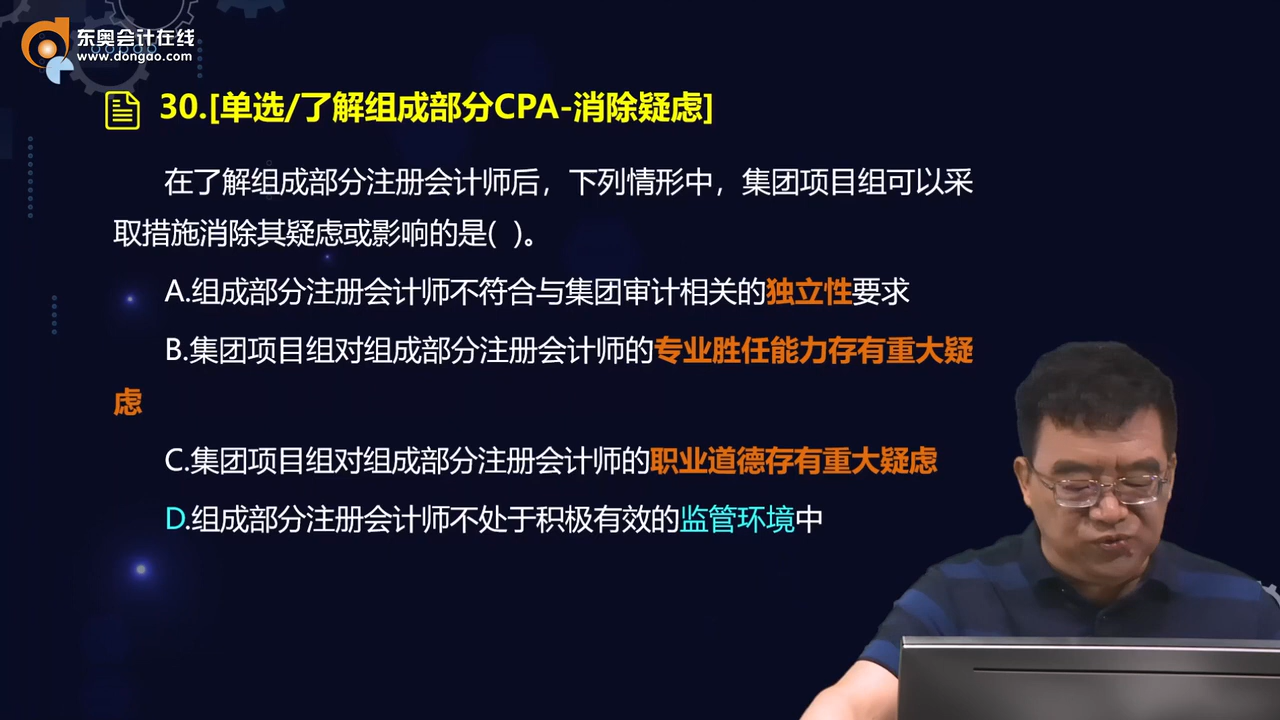 东奥会计在线
www.dongao.com
30.[单选/了解组成部分CPA-消除疑虑]
在了解组成部分注册会计师后，下列情形中，集团项目组可以采
取措施消除其疑虑或影响的是( )。
A.组成部分注册会计师不符合与集团审计相关的独立性要求
B.集团项目组对组成部分注册会计师的专业胜任能力存有重大疑
虑
C.集团项目组对组成部分注册会计师的职业道德存有重大疑虑
D.组成部分注册会计师不处于积极有效的监管环境中